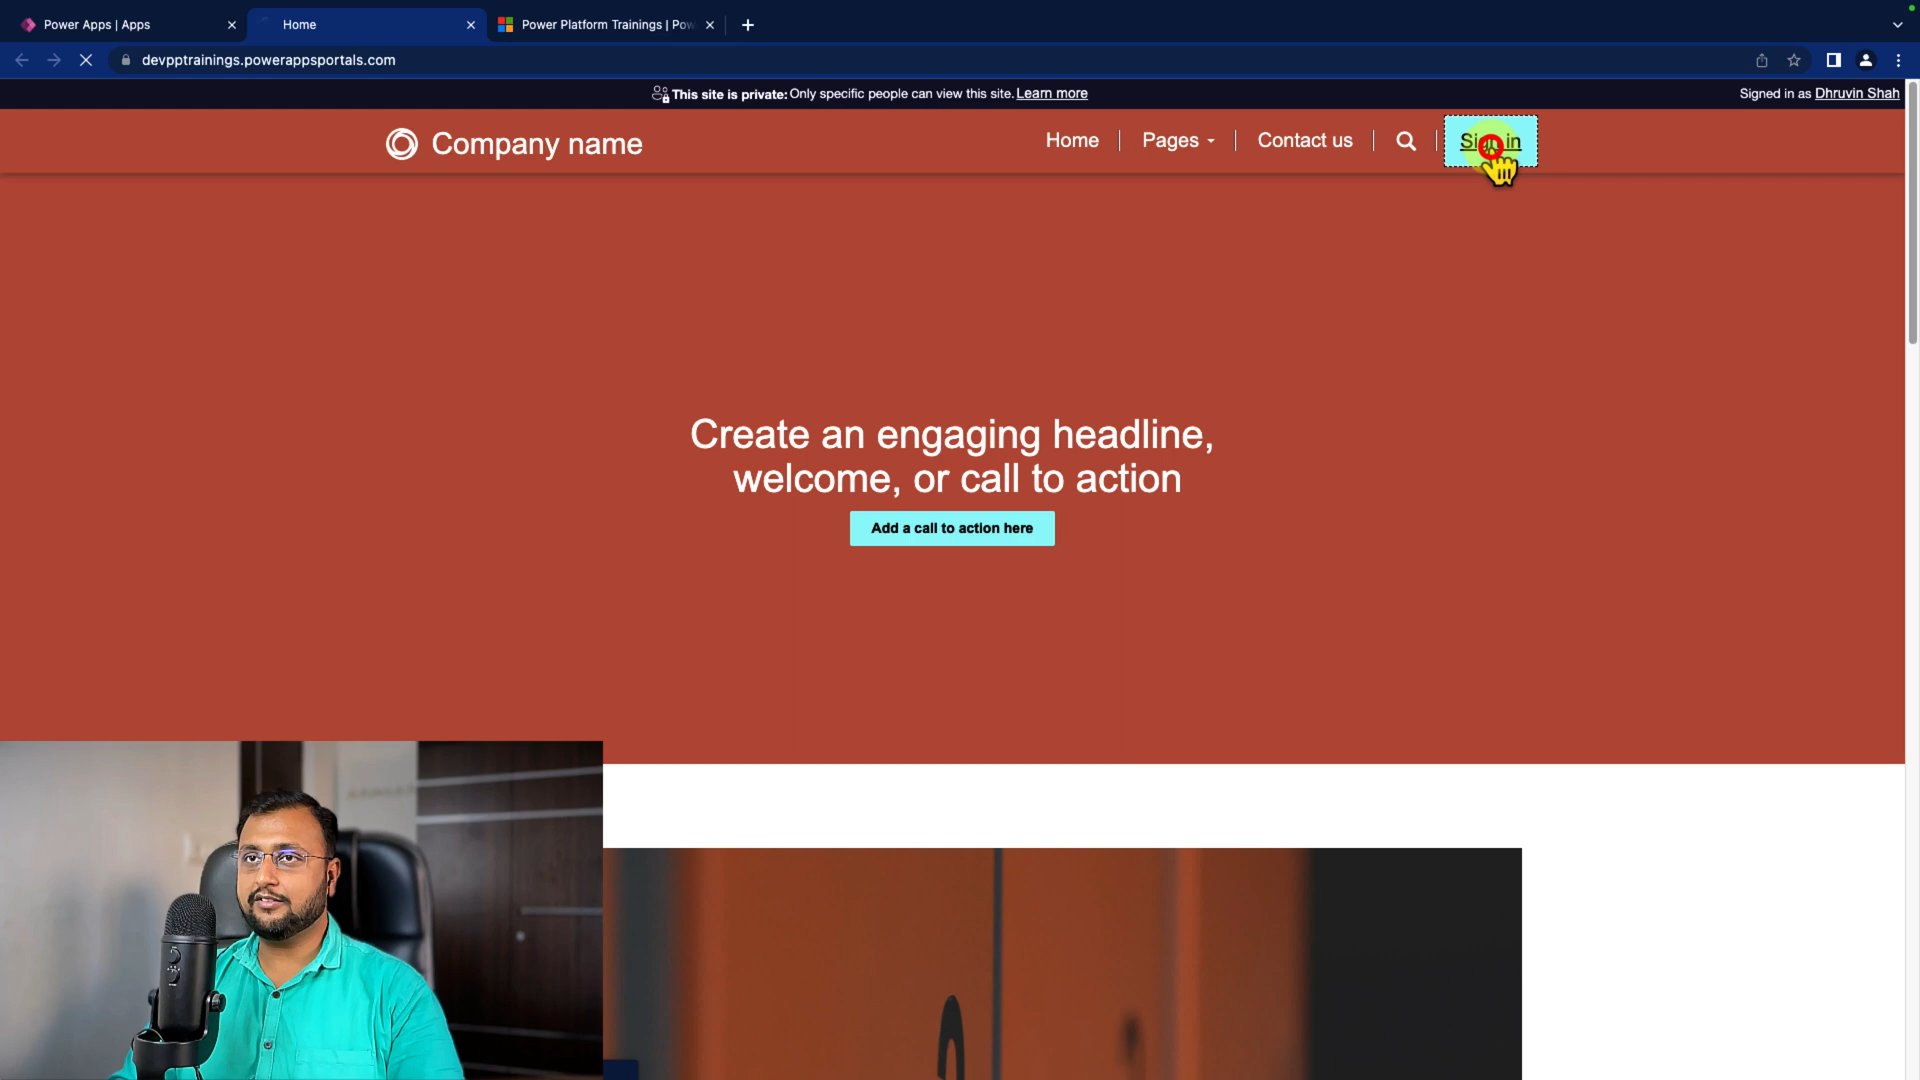 Power Apps | Apps
Home
Power Platform Trainings | Pow
devpptrainings.powerappsportals.com
This site is private: Only specific people can view this site. Learn more
Signed in as Dhruvin Shah
Company name
Home
Pages
Contact us
Sign in
Create an engaging headline,
welcome, or call to action
Add a call to action here